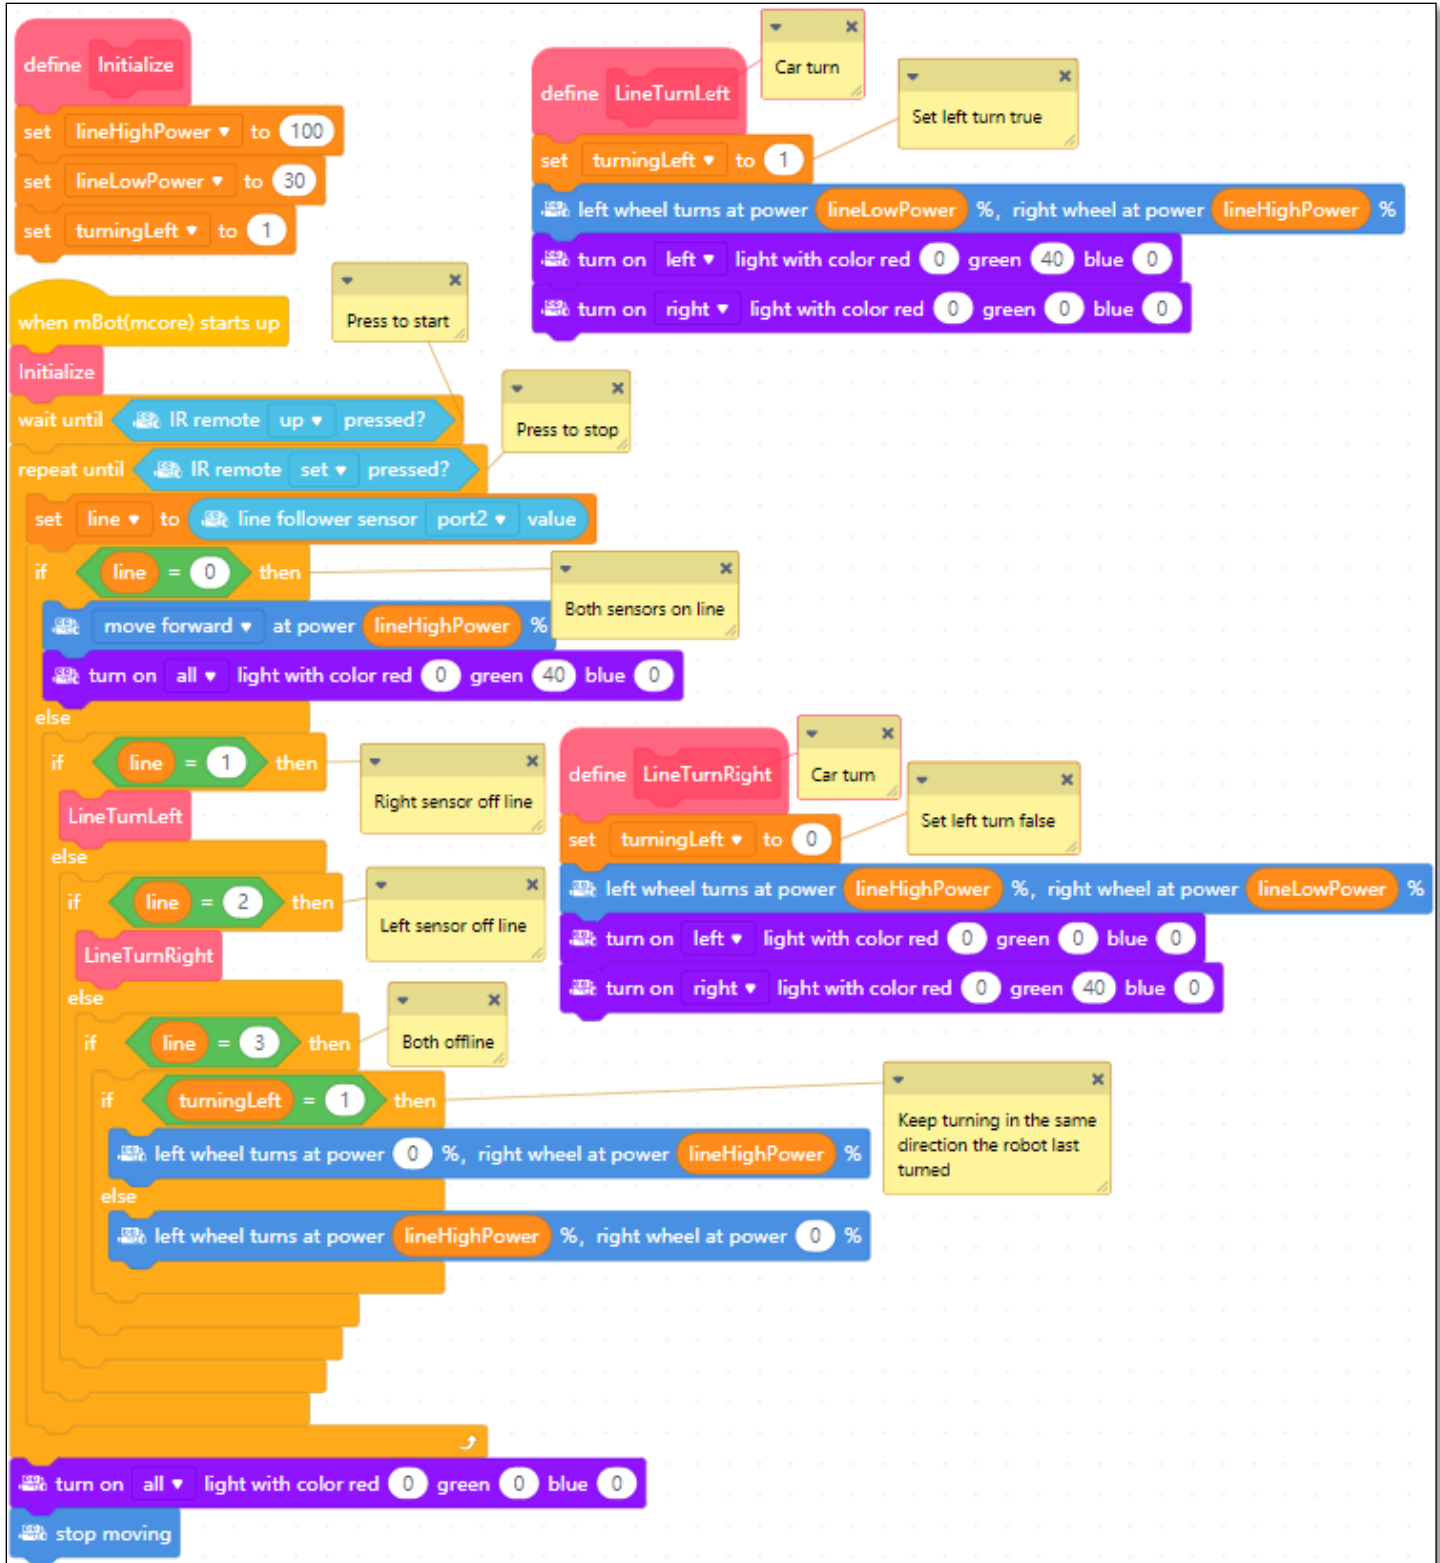 define Initialize
set lineHighPower to 100
set lineLowPower to 30
set turningLeft to 1
define LineTurnLeft
Car turn
set turningLeft to 1
Set left turn true
left wheel turns at power lineLowPower %, right wheel at power lineHighPower %
turn on left light with color red 0 green 40 blue 0
turn on right light with color red 0 green 0 blue 0
when mBot(mcore) starts up
Initialize
wait until IR remote up pressed?
Press to start
repeat until IR remote set pressed?
Press to stop
set line to line follower sensor port2 value
if line = 0 then
Both sensors on line
move forward at power lineHighPower %
turn on all light with color red 0 green 40 blue 0
else
if line = 1 then
Right sensor off line
LineTurnLeft
else
if line = 2 then
Left sensor off line
LineTurnRight
else
if line = 3 then
Both offline
if turningLeft = 1 then
Keep turning in the same
direction the robot last
turned
left wheel turns at power 0 %, right wheel at power lineHighPower %
else
left wheel turns at power lineHighPower %, right wheel at power 0 %
define LineTurnRight
Car turn
set turningLeft to 0
Set left turn false
left wheel turns at power lineHighPower %, right wheel at power lineLowPower %
turn on left light with color red 0 green 0 blue 0
turn on right light with color red 0 green 40 blue 0
turn on all light with color red 0 green 0 blue 0
stop moving